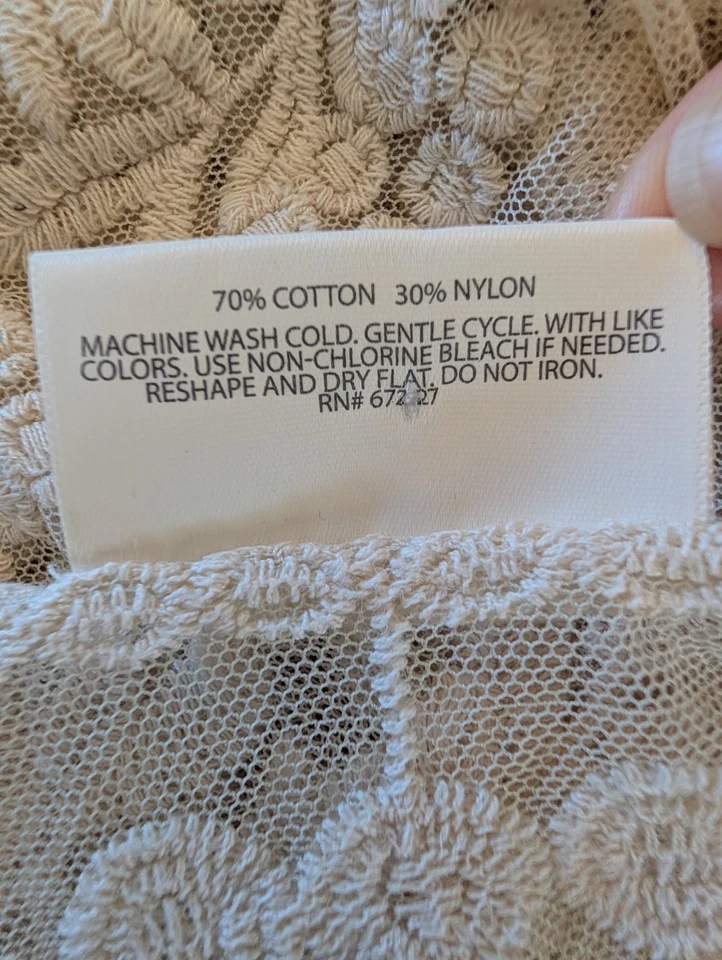 70% COTTON 30% NYLON
MACHINE WASH COLD. GENTLE CYCLE. WITH LIKE
COLORS. USE NON-CHLORINE BLEACH IF NEEDED.
RESHAPE AND DRY FLAT. DO NOT IRON.
RN#